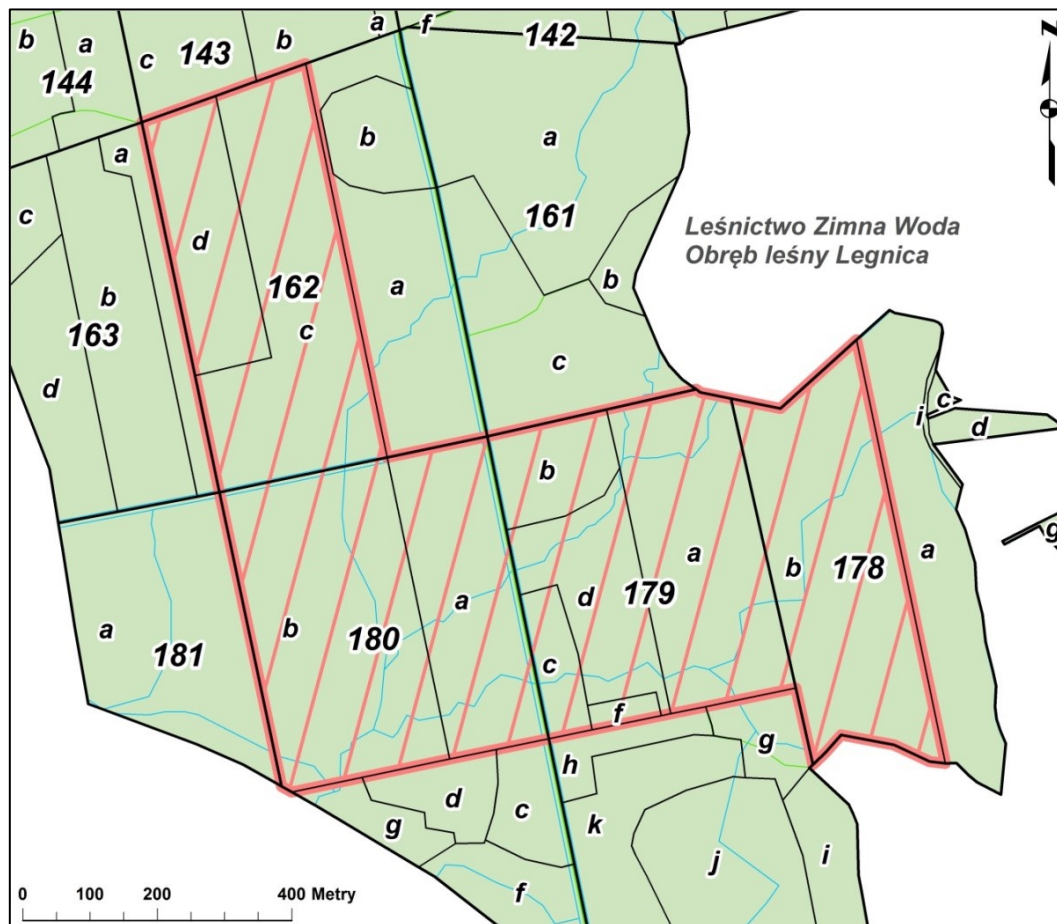 b
a
144
c
143
b
a
f
142
Z
b
a
161
a
c
b
Leśnictwo Zimna Woda
Obręb leśny Legnica
d
162
c
a
b
163
d
b
c
i
c
d
g
b
a
d
179
b
178
a
a
181
b
180
a
c
f
h
g
d
c
g
k
j
i
f
0 100 200 400 Metry